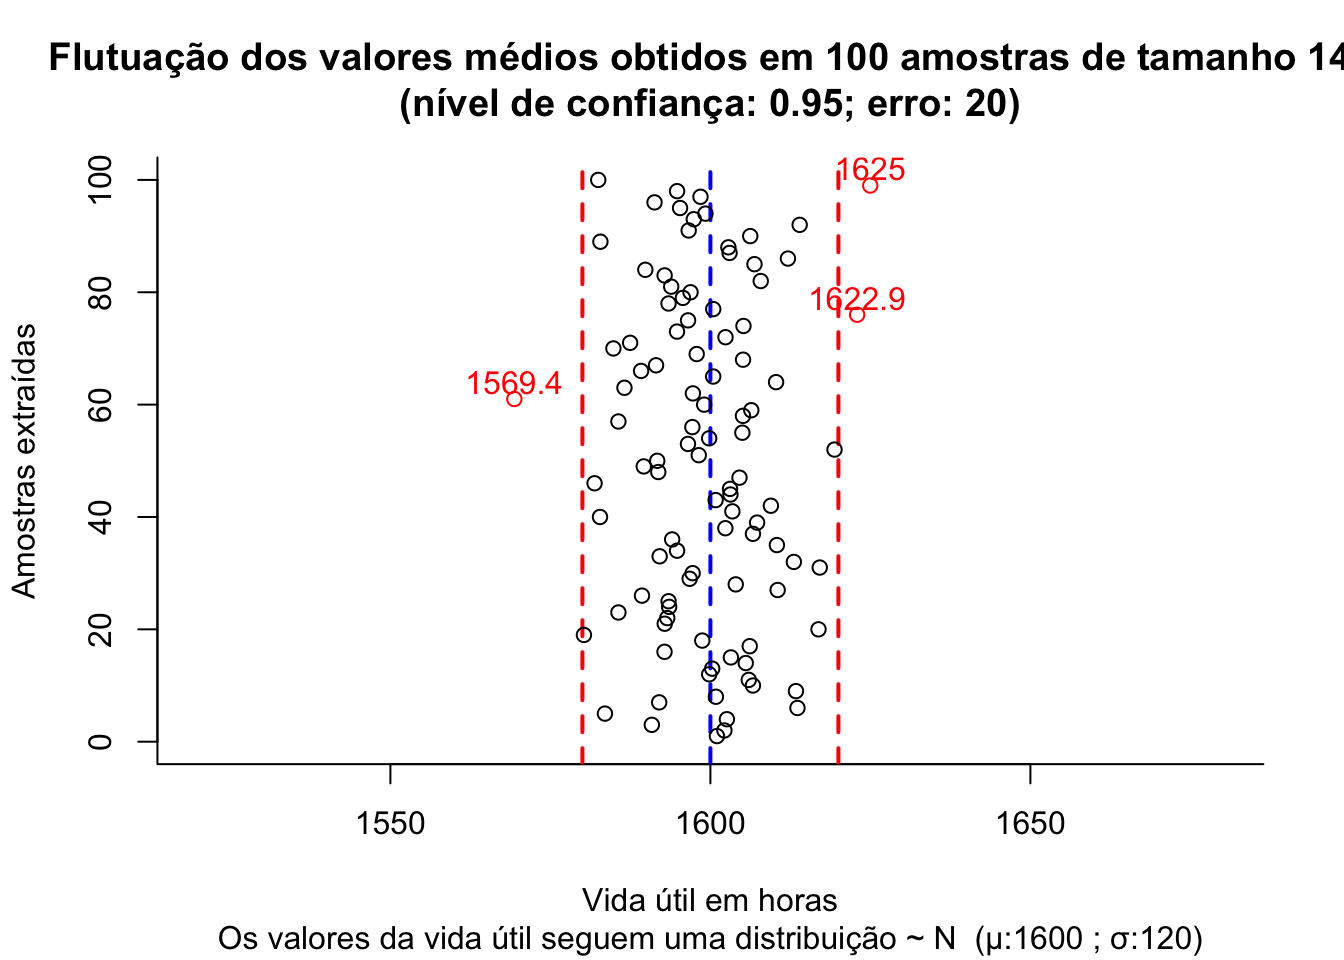 Flutuação dos valores médios obtidos em 100 amostras de tamanho 14
(nível de confiança: 0.95; erro: 20)
Amostras extraídas
100
80
60
40
20
0
1625
1622.9
1569.4
1550
1600
1650
Vida útil em horas
Os valores da vida útil seguem uma distribuição ~ N (μ:1600 ; σ:120)